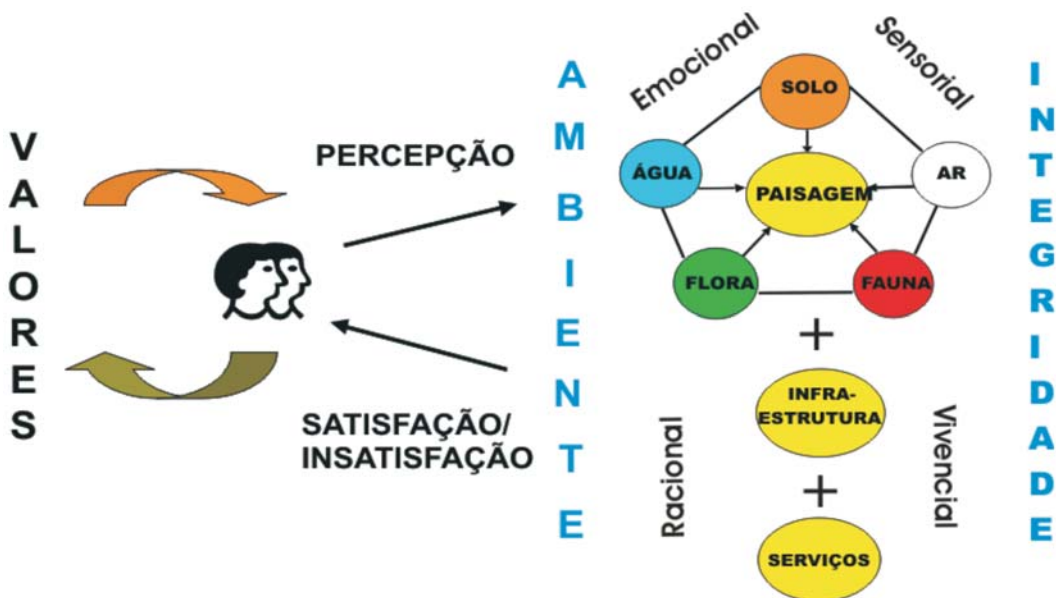 VALORES
PERCEPÇÃO
SATISFAÇÃO/
INSATISFAÇÃO
AMBIENTE
Emocional
Sensorial
SOLO
ÁGUA
AR
PAISAGEM
FLORA
FAUNA
+
INFRA-
ESTRUTURA
+
SERVIÇOS
Racional
Vivencial
INTEGRIDADE